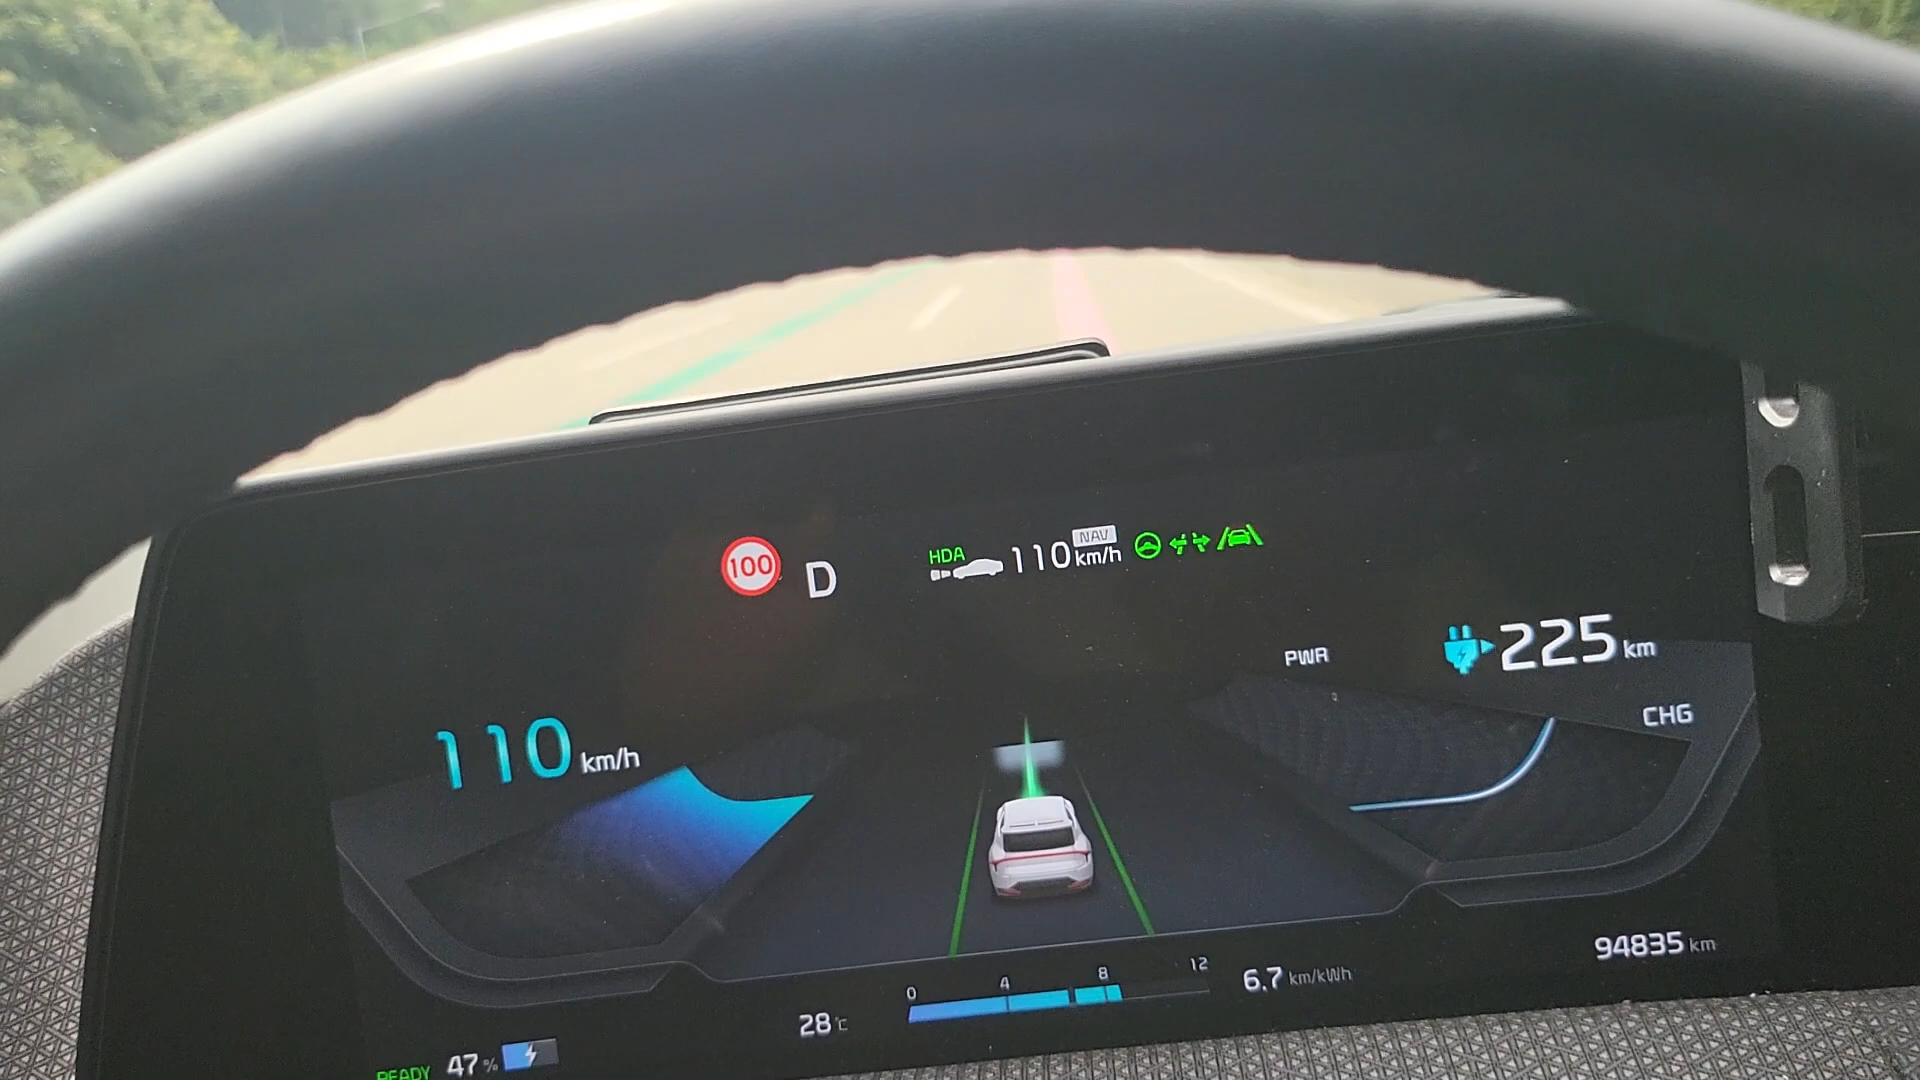 100
D
HDA
110 km/h
NAV
PWR
225 km
CHG
110 km/h
94835 km
0 4 8 12
6.7 km/kWh
28 °C
READY 47 %